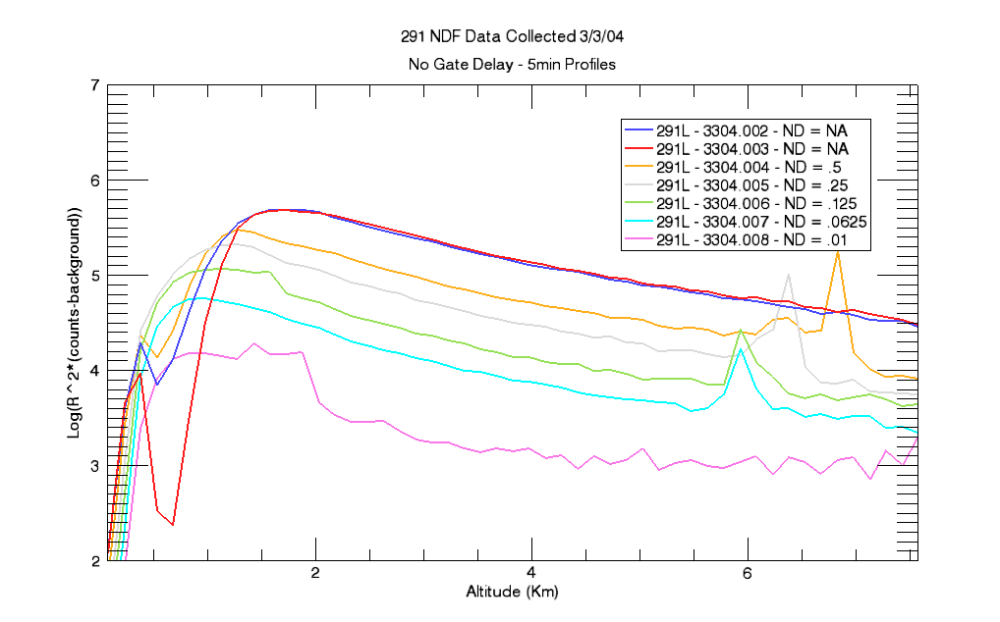 291 NDF Data Collected 3/3/04
No Gate Delay - 5min Profiles
7
6
5
4
3
2
Log(R ^ 2*(counts-background))
291L - 3304.002 - ND = NA
291L - 3304.003 - ND = NA
291L - 3304.004 - ND = .5
291L - 3304.005 - ND = .25
291L - 3304.006 - ND = .125
291L - 3304.007 - ND = .0625
291L - 3304.008 - ND = .01
2 4 6
Altitude (Km)